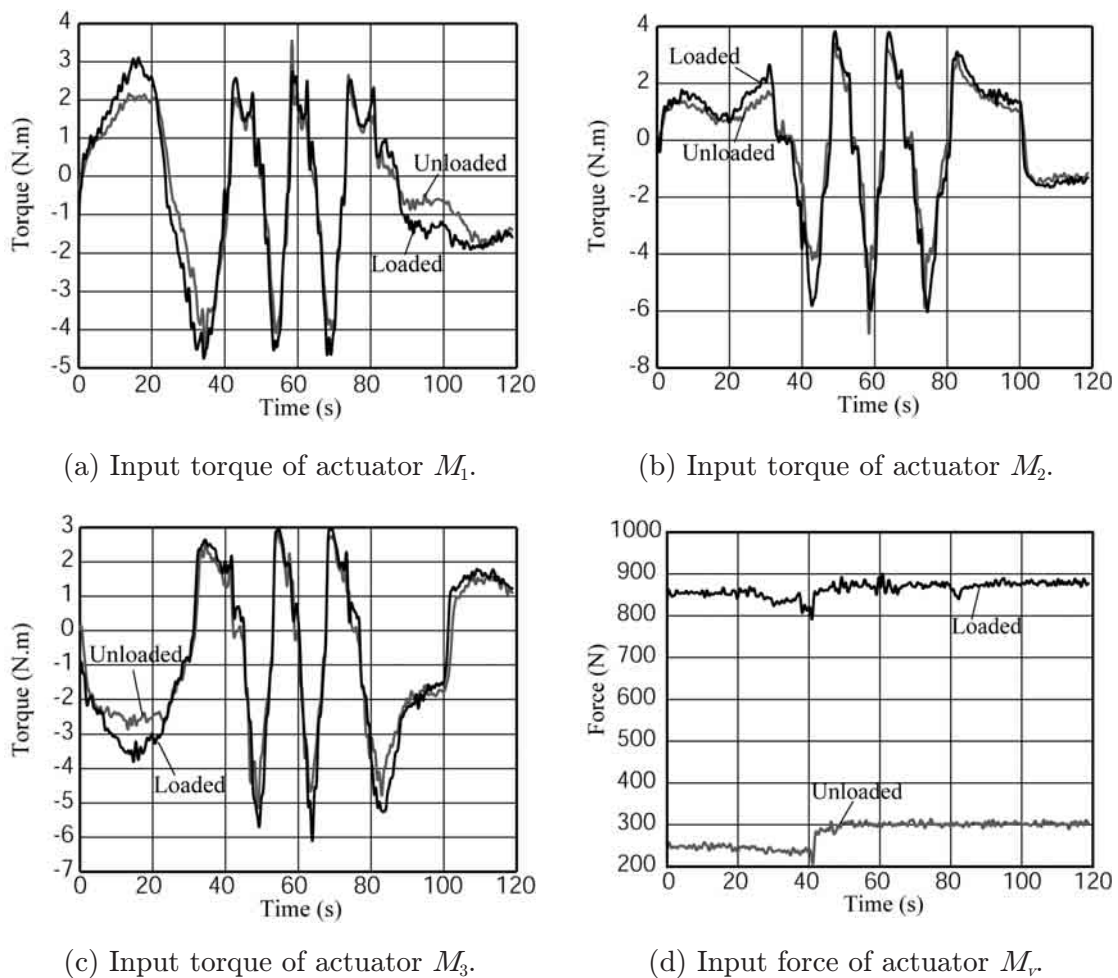 4
3
2
1
0
-1
-2
-3
-4
-5
Torque (N.m)
Unloaded
Loaded
0 20 40 60 80 100 120
Time (s)
(a) Input torque of actuator M1.
4
2
0
-2
-4
-6
-8
Torque (N.m)
Loaded
Unloaded
0 20 40 60 80 100 120
Time (s)
(b) Input torque of actuator M2.
3
2
1
0
-1
-2
-3
-4
-5
-6
-7
Torque (N.m)
Unloaded
Loaded
0 20 40 60 80 100 120
Time (s)
(c) Input torque of actuator M3.
1000
900
800
700
600
500
400
300
200
Force (N)
Loaded
Unloaded
0 20 40 60 80 100 120
Time (s)
(d) Input force of actuator Mv.